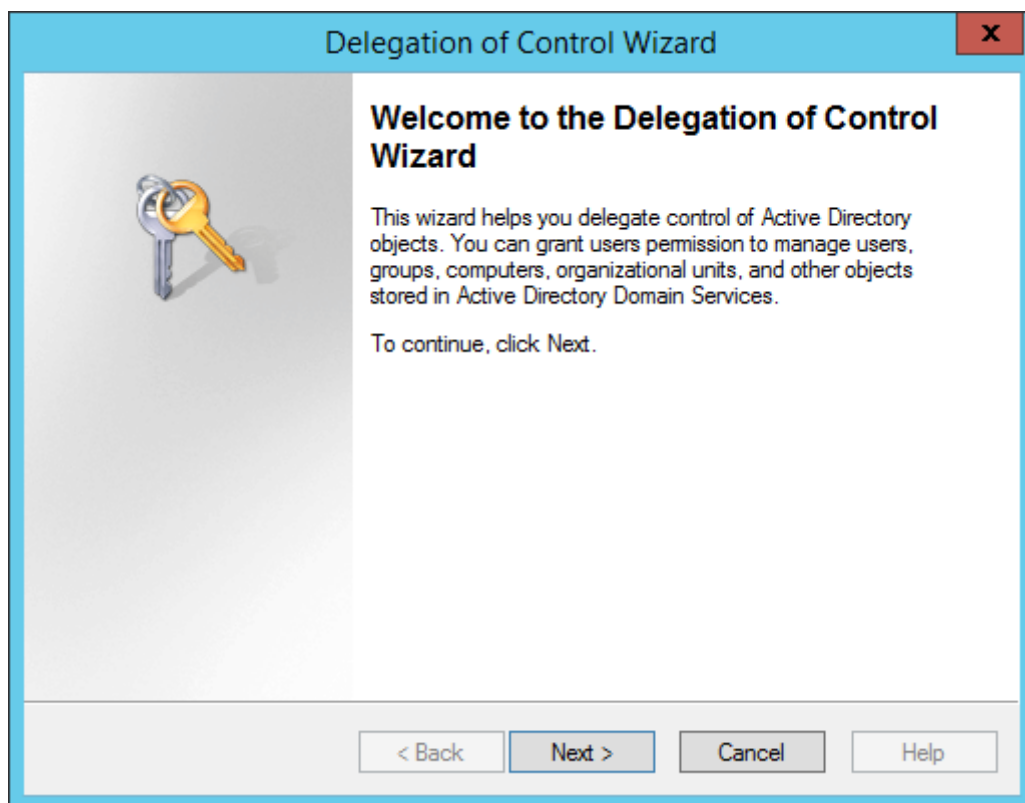 Delegation of Control Wizard
x
Welcome to the Delegation of Control
Wizard
This wizard helps you delegate control of Active Directory
objects. You can grant users permission to manage users,
groups, computers, organizational units, and other objects
stored in Active Directory Domain Services.
To continue, click Next.
< Back Next > Cancel Help